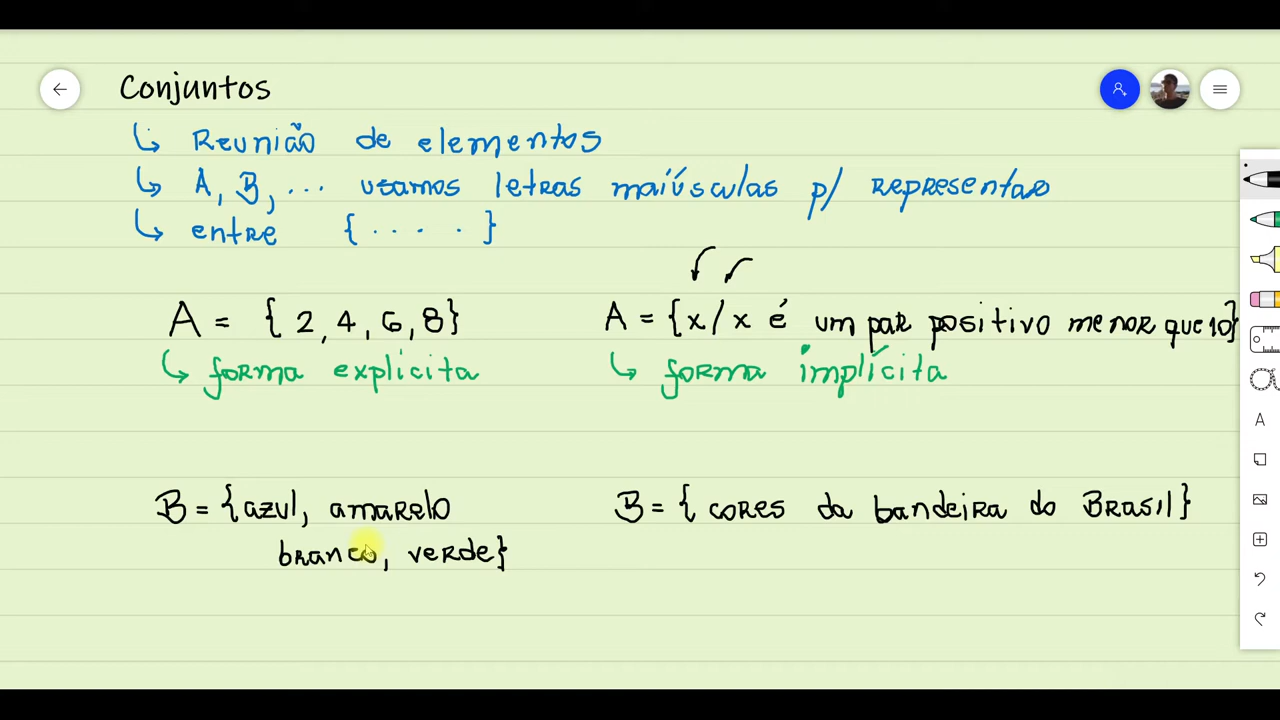 Conjuntos
↳ Reunião de elementos
↳ A, B, ... usamos letras maiúsculas p/ representar
↳ entre { .... . }
A = { 2, 4, 6, 8}
A = {x / x é um par positivo menor que 10}
↳ forma explícita
↳ forma implícita
B = {azul, amarelo
branco, verde}
B = { cores da bandeira do Brasil}
A